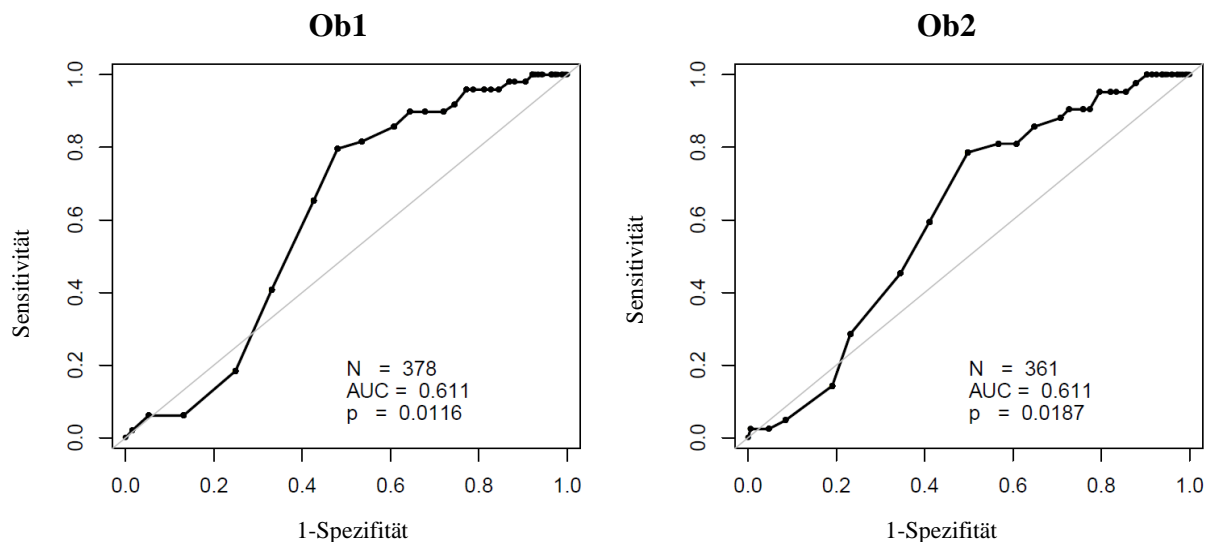 Ob1
Sensitivität
1.0
0.8
0.6
0.4
0.2
0.0
N = 378
AUC = 0.611
p = 0.0116
0.0 0.2 0.4 0.6 0.8 1.0
1-Spezifität
Ob2
Sensitivität
1.0
0.8
0.6
0.4
0.2
0.0
N = 361
AUC = 0.611
p = 0.0187
0.0 0.2 0.4 0.6 0.8 1.0
1-Spezifität